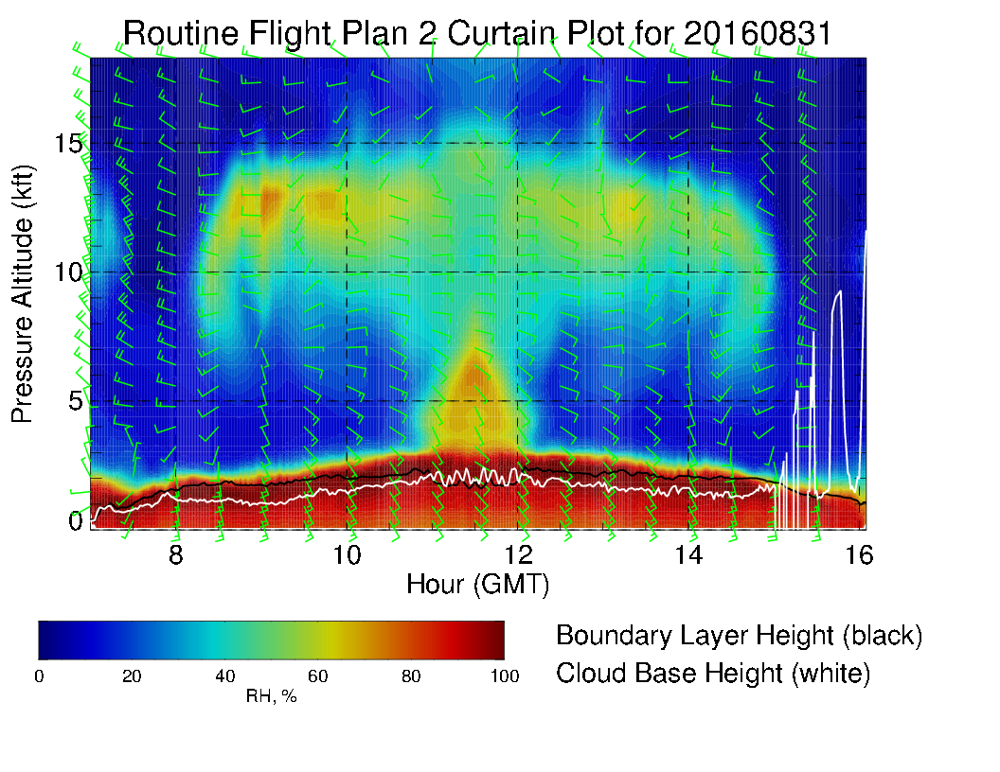 Routine Flight Plan 2 Curtain Plot for 20160831
Pressure Altitude (kft)
15
10
5
0
8 10 12 14 16
Hour (GMT)
0 20 40 60 80 100
RH, %
Boundary Layer Height (black)
Cloud Base Height (white)